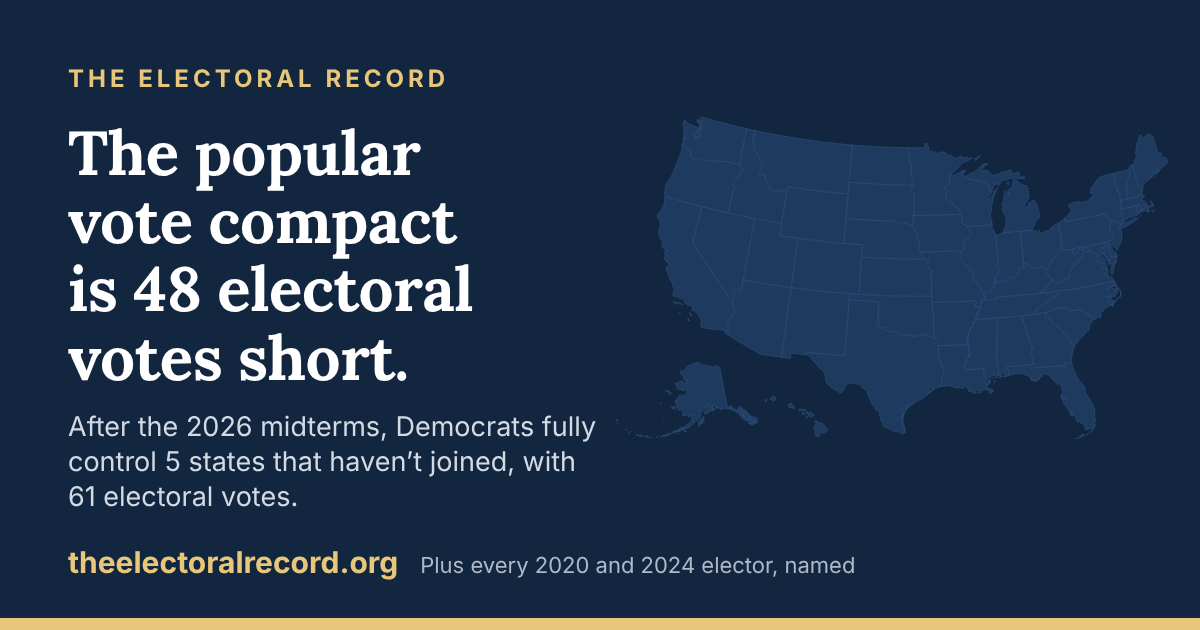 THE ELECTORAL RECORD
The popular
vote compact
is 48 electoral
votes short.
After the 2026 midterms, Democrats fully
control 5 states that haven’t joined, with
61 electoral votes.
theelectoralrecord.org Plus every 2020 and 2024 elector, named